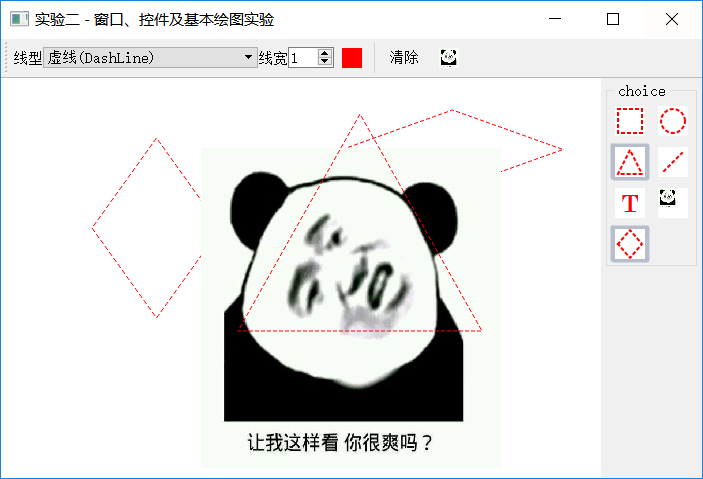 实验二 - 窗口、控件及基本绘图实验
线型 虚线(DashLine) 线宽 1 清除
choice
T
让我这样看 你很爽吗？